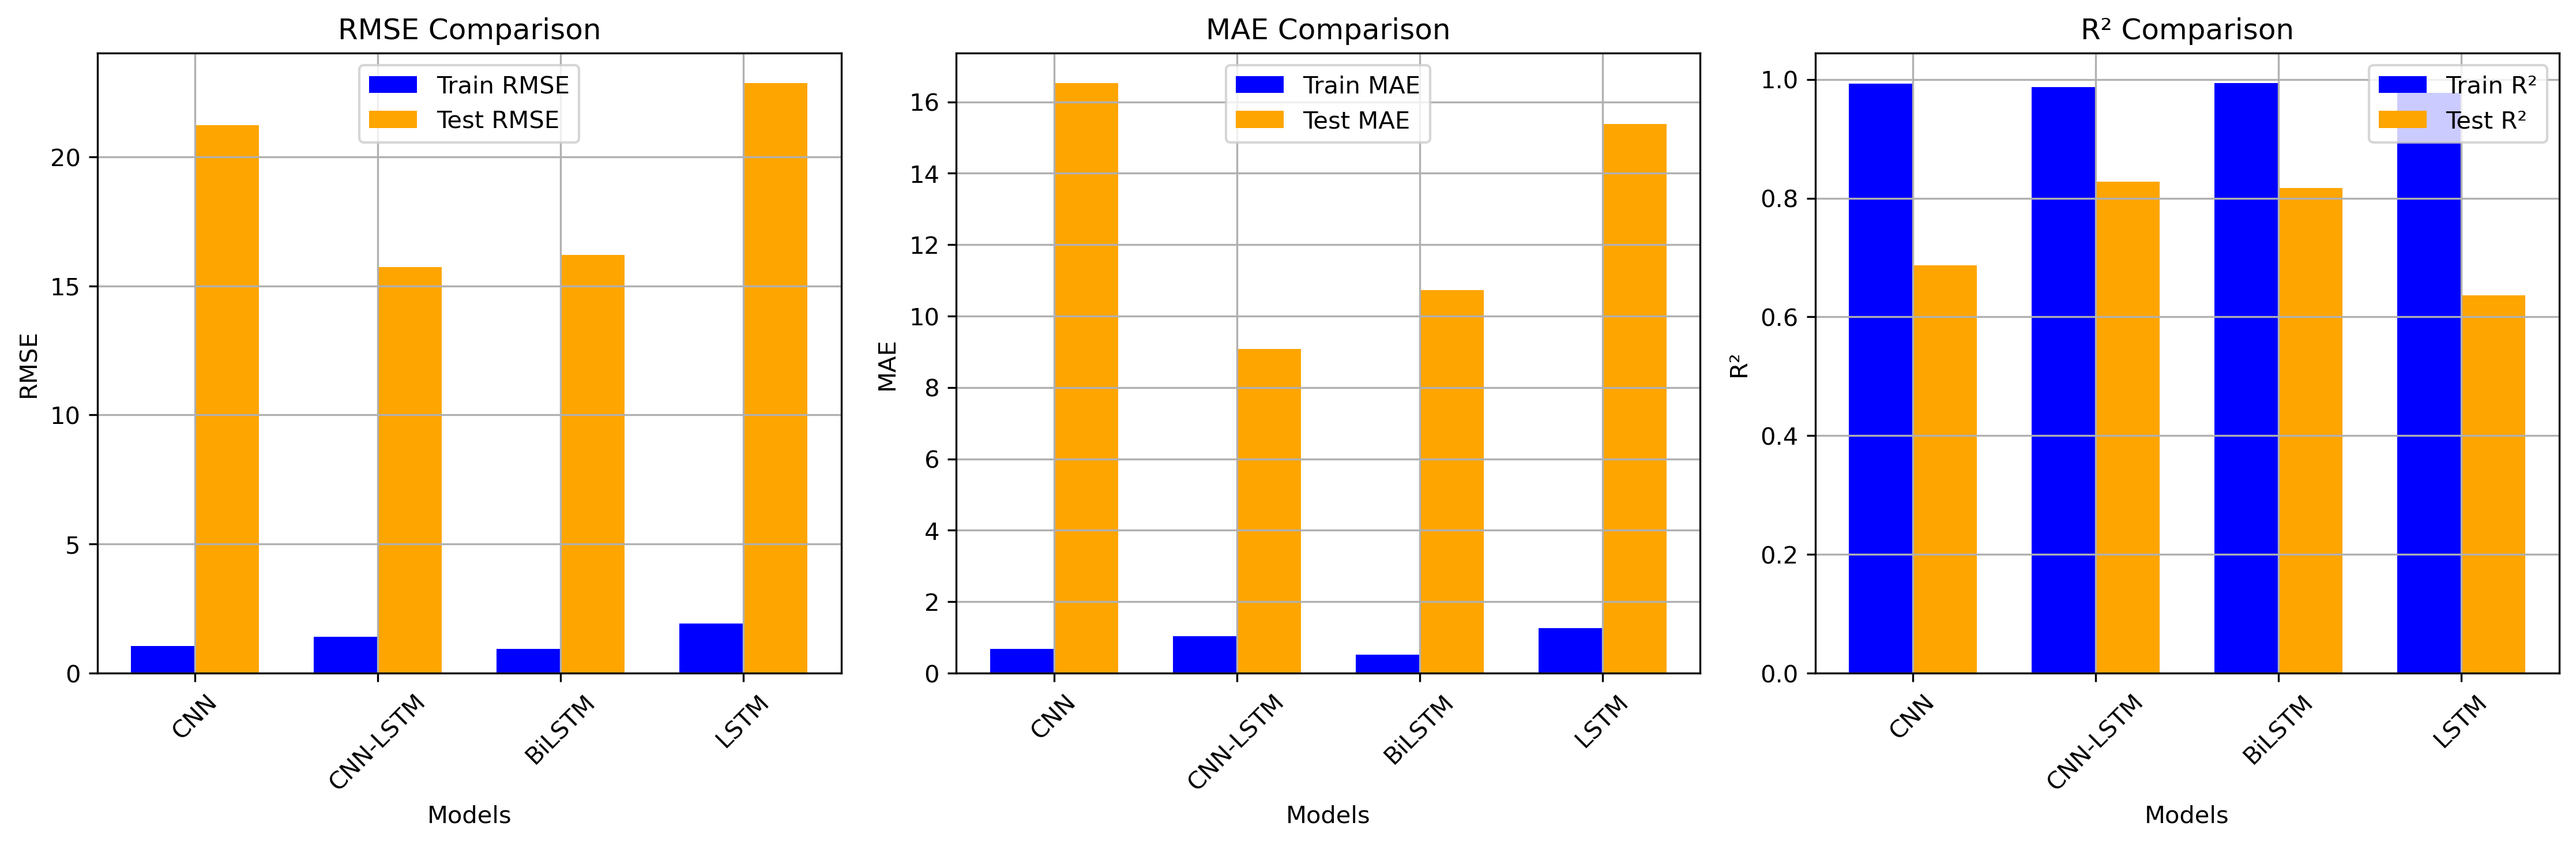 RMSE Comparison
Train RMSE
Test RMSE
RMSE
20
15
10
5
0
CNN
CNN-LSTM
BiLSTM
LSTM
Models
MAE Comparison
Train MAE
Test MAE
MAE
16
14
12
10
8
6
4
2
0
CNN
CNN-LSTM
BiLSTM
LSTM
Models
R² Comparison
Train R²
Test R²
R²
1.0
0.8
0.6
0.4
0.2
0.0
CNN
CNN-LSTM
BiLSTM
LSTM
Models